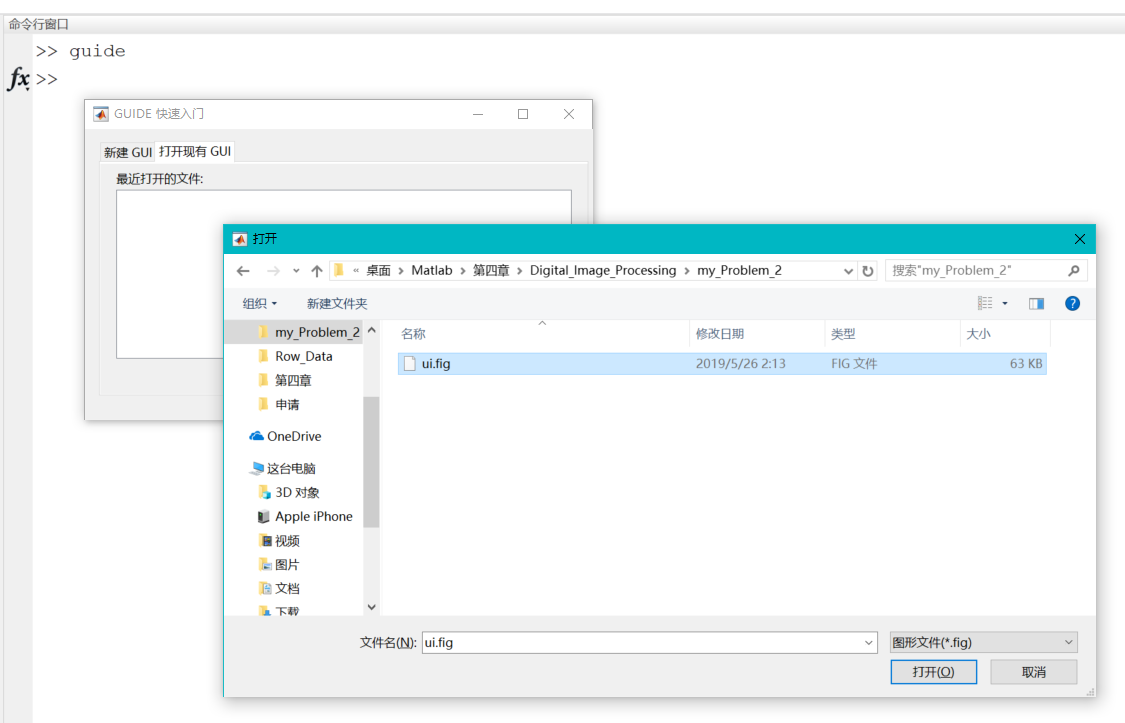 命令行窗口
>> guide
fx >>
GUIDE 快速入门
新建 GUI 打开现有 GUI
最近打开的文件:
打开
« 桌面 › Matlab › 第四章 › Digital_Image_Processing › my_Problem_2 搜索"my_Problem_2"
组织 新建文件夹
my_Problem_2 名称 修改日期 类型 大小
Row_Data ui.fig 2019/5/26 2:13 FIG 文件 63 KB
第四章
申请
OneDrive
这台电脑
3D 对象
Apple iPhone
视频
图片
文档
下载
文件名(N): ui.fig 图形文件(*.fig)
打开(O) 取消